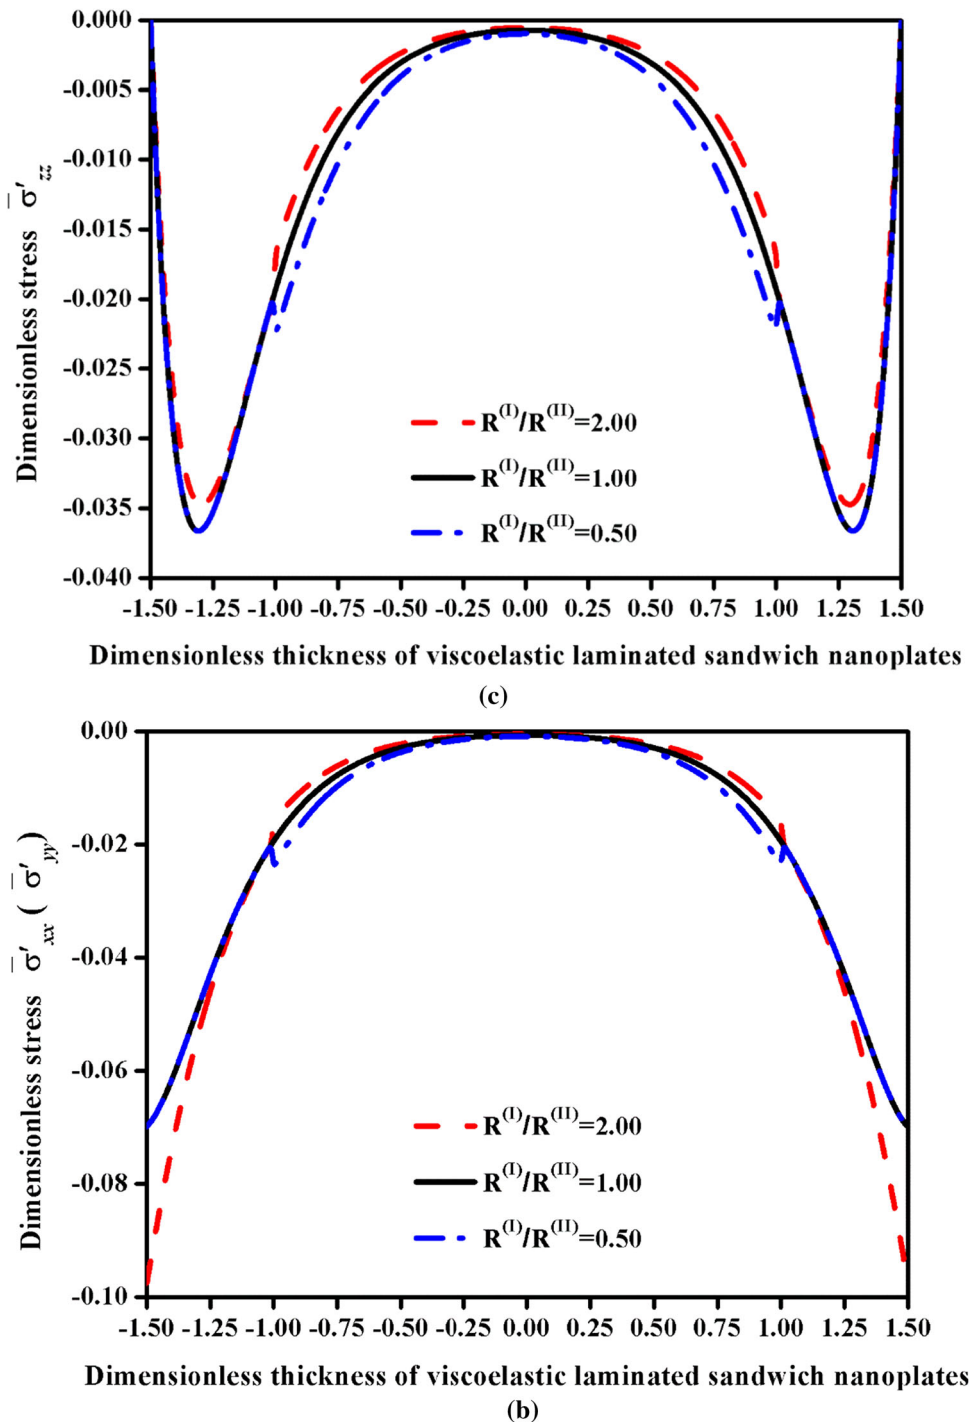 0.000
-0.005
-0.010
-0.015
-0.020
-0.025
-0.030
-0.035
-0.040
Dimensionless stress σ̄′zz
R(I)/R(II)=2.00
R(I)/R(II)=1.00
R(I)/R(II)=0.50
-1.50 -1.25 -1.00 -0.75 -0.50 -0.25 0.00 0.25 0.50 0.75 1.00 1.25 1.50
Dimensionless thickness of viscoelastic laminated sandwich nanoplates
(c)
0.00
-0.02
-0.04
-0.06
-0.08
-0.10
Dimensionless stress σ̄′xx ( σ̄′yy)
R(I)/R(II)=2.00
R(I)/R(II)=1.00
R(I)/R(II)=0.50
-1.50 -1.25 -1.00 -0.75 -0.50 -0.25 0.00 0.25 0.50 0.75 1.00 1.25 1.50
Dimensionless thickness of viscoelastic laminated sandwich nanoplates
(b)